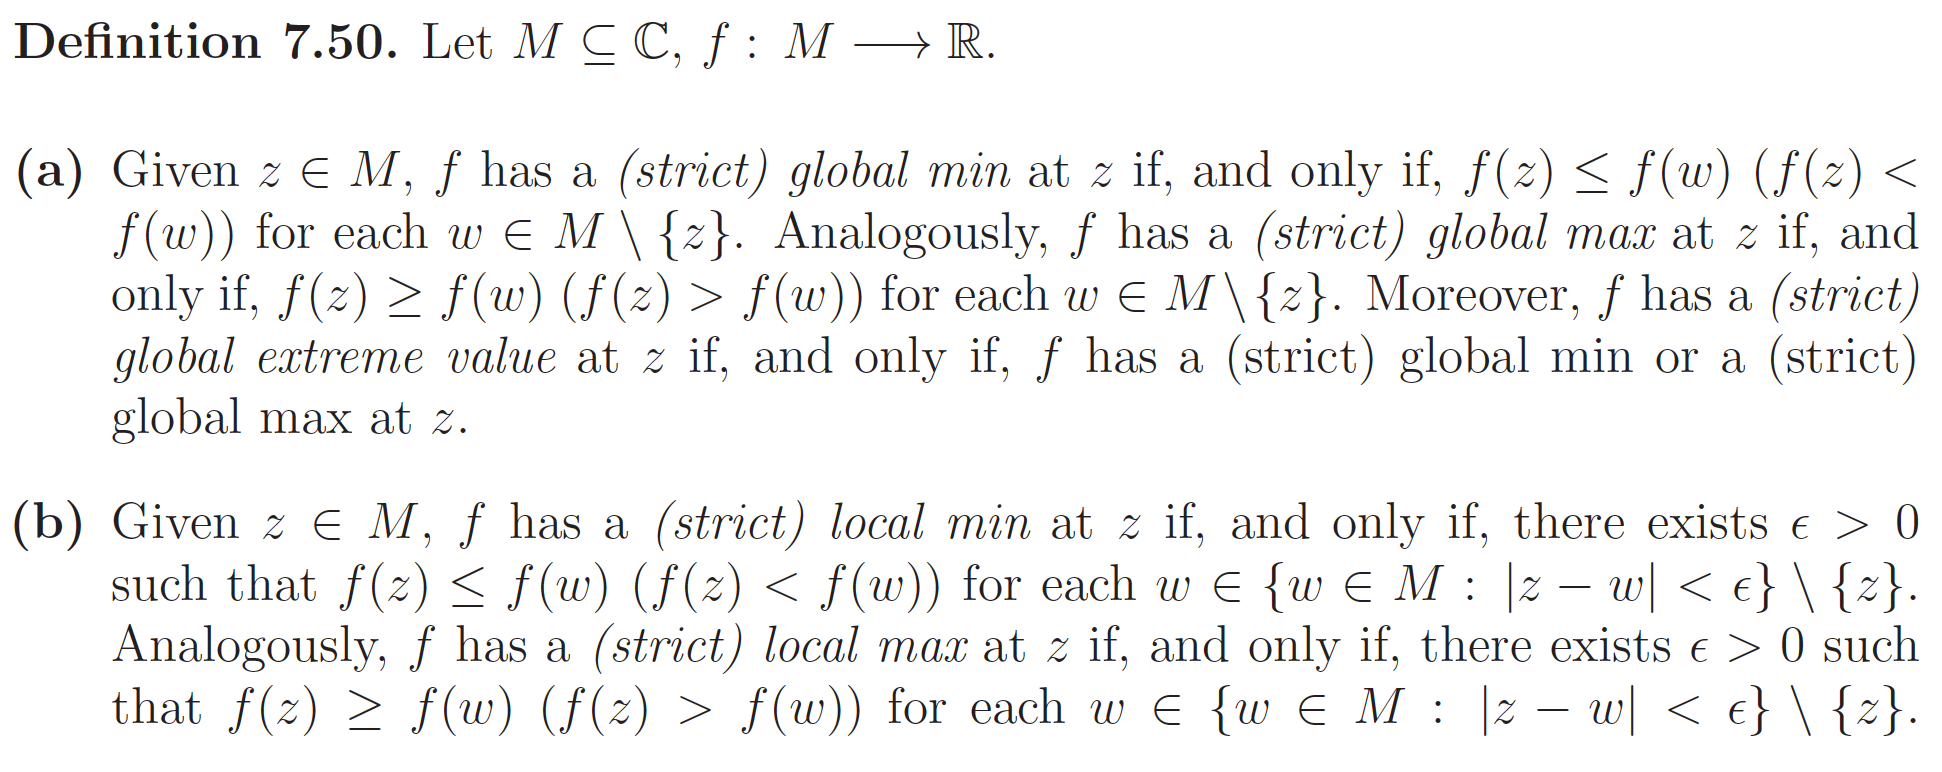 Definition 7.50. Let M ⊆ ℂ, f : M ⟶ ℝ.
(a) Given z ∈ M, f has a (strict) global min at z if, and only if, f(z) ≤ f(w) (f(z) <
f(w)) for each w ∈ M \ {z}. Analogously, f has a (strict) global max at z if, and
only if, f(z) ≥ f(w) (f(z) > f(w)) for each w ∈ M \ {z}. Moreover, f has a (strict)
global extreme value at z if, and only if, f has a (strict) global min or a (strict)
global max at z.
(b) Given z ∈ M, f has a (strict) local min at z if, and only if, there exists ϵ > 0
such that f(z) ≤ f(w) (f(z) < f(w)) for each w ∈ {w ∈ M : |z − w| < ϵ} \ {z}.
Analogously, f has a (strict) local max at z if, and only if, there exists ϵ > 0 such
that f(z) ≥ f(w) (f(z) > f(w)) for each w ∈ {w ∈ M : |z − w| < ϵ} \ {z}.